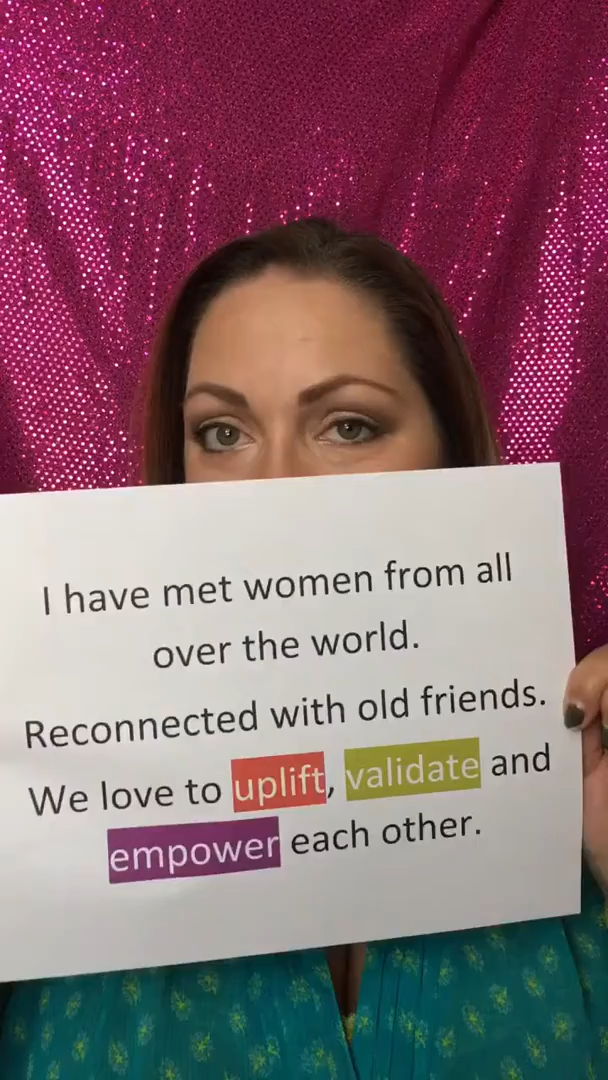 I have met women from all
over the world.
Reconnected with old friends.
We love to uplift, validate and
empower each other.